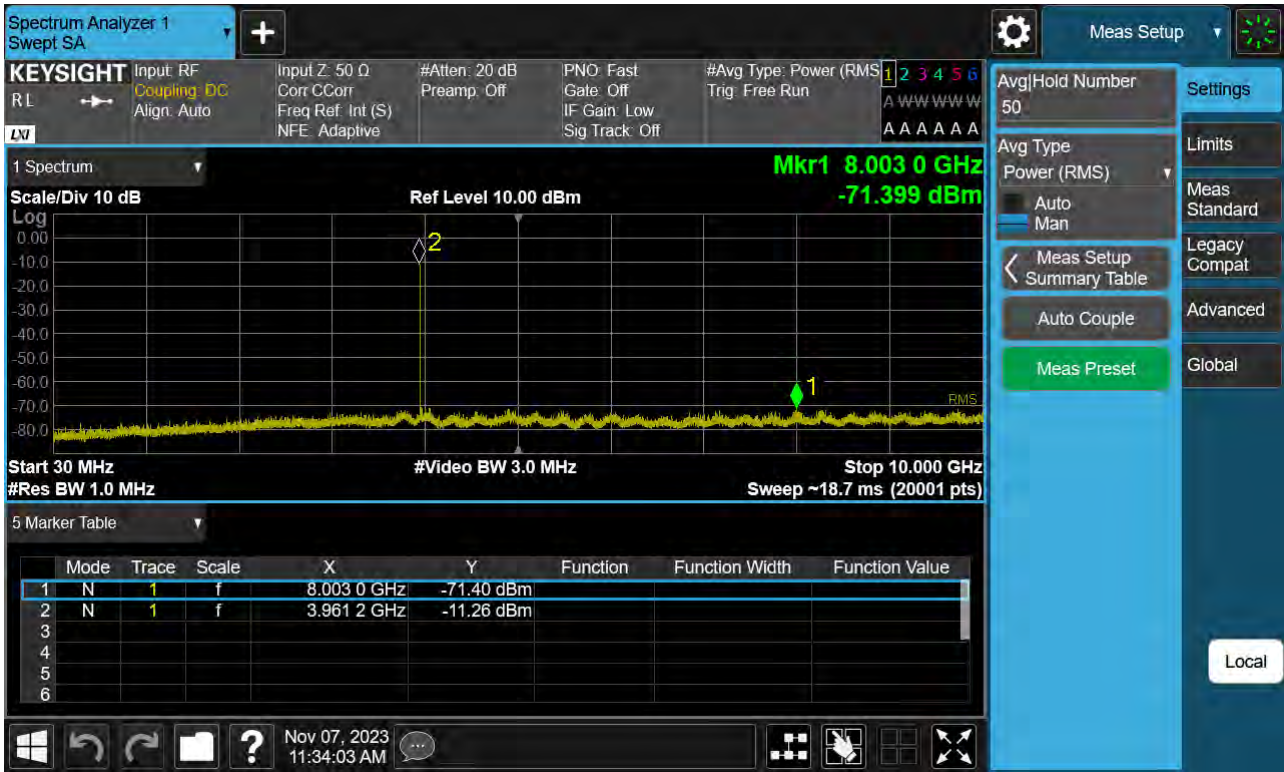 Spectrum Analyzer 1
Swept SA
+
Meas Setup
KEYSIGHT
RL
LXI
Input: RF
Coupling: DC
Align: Auto
Input Z: 50 Ω
Corr CCorr
Freq Ref: Int (S)
NFE: Adaptive
#Atten: 20 dB
Preamp: Off
PNO: Fast
Gate: Off
IF Gain: Low
Sig Track: Off
#Avg Type: Power (RMS
Trig: Free Run
1 2 3 4 5 6
A W W W W W
A A A A A A
1 Spectrum
Mkr1 8.003 0 GHz
Scale/Div 10 dB
Ref Level 10.00 dBm
-71.399 dBm
Log
0.00
-10.0
-20.0
-30.0
-40.0
-50.0
-60.0
-70.0
-80.0
2
1
RMS
Start 30 MHz
#Video BW 3.0 MHz
Stop 10.000 GHz
#Res BW 1.0 MHz
Sweep ~18.7 ms (20001 pts)
5 Marker Table
Mode Trace Scale X Y Function Function Width Function Value
1 N 1 f 8.003 0 GHz -71.40 dBm
2 N 1 f 3.961 2 GHz -11.26 dBm
3
4
5
6
Avg|Hold Number
50
Avg Type
Power (RMS)
Auto
Man
Meas Setup
Summary Table
Auto Couple
Meas Preset
Settings
Limits
Meas
Standard
Legacy
Compat
Advanced
Global
Local
?
Nov 07, 2023
11:34:03 AM